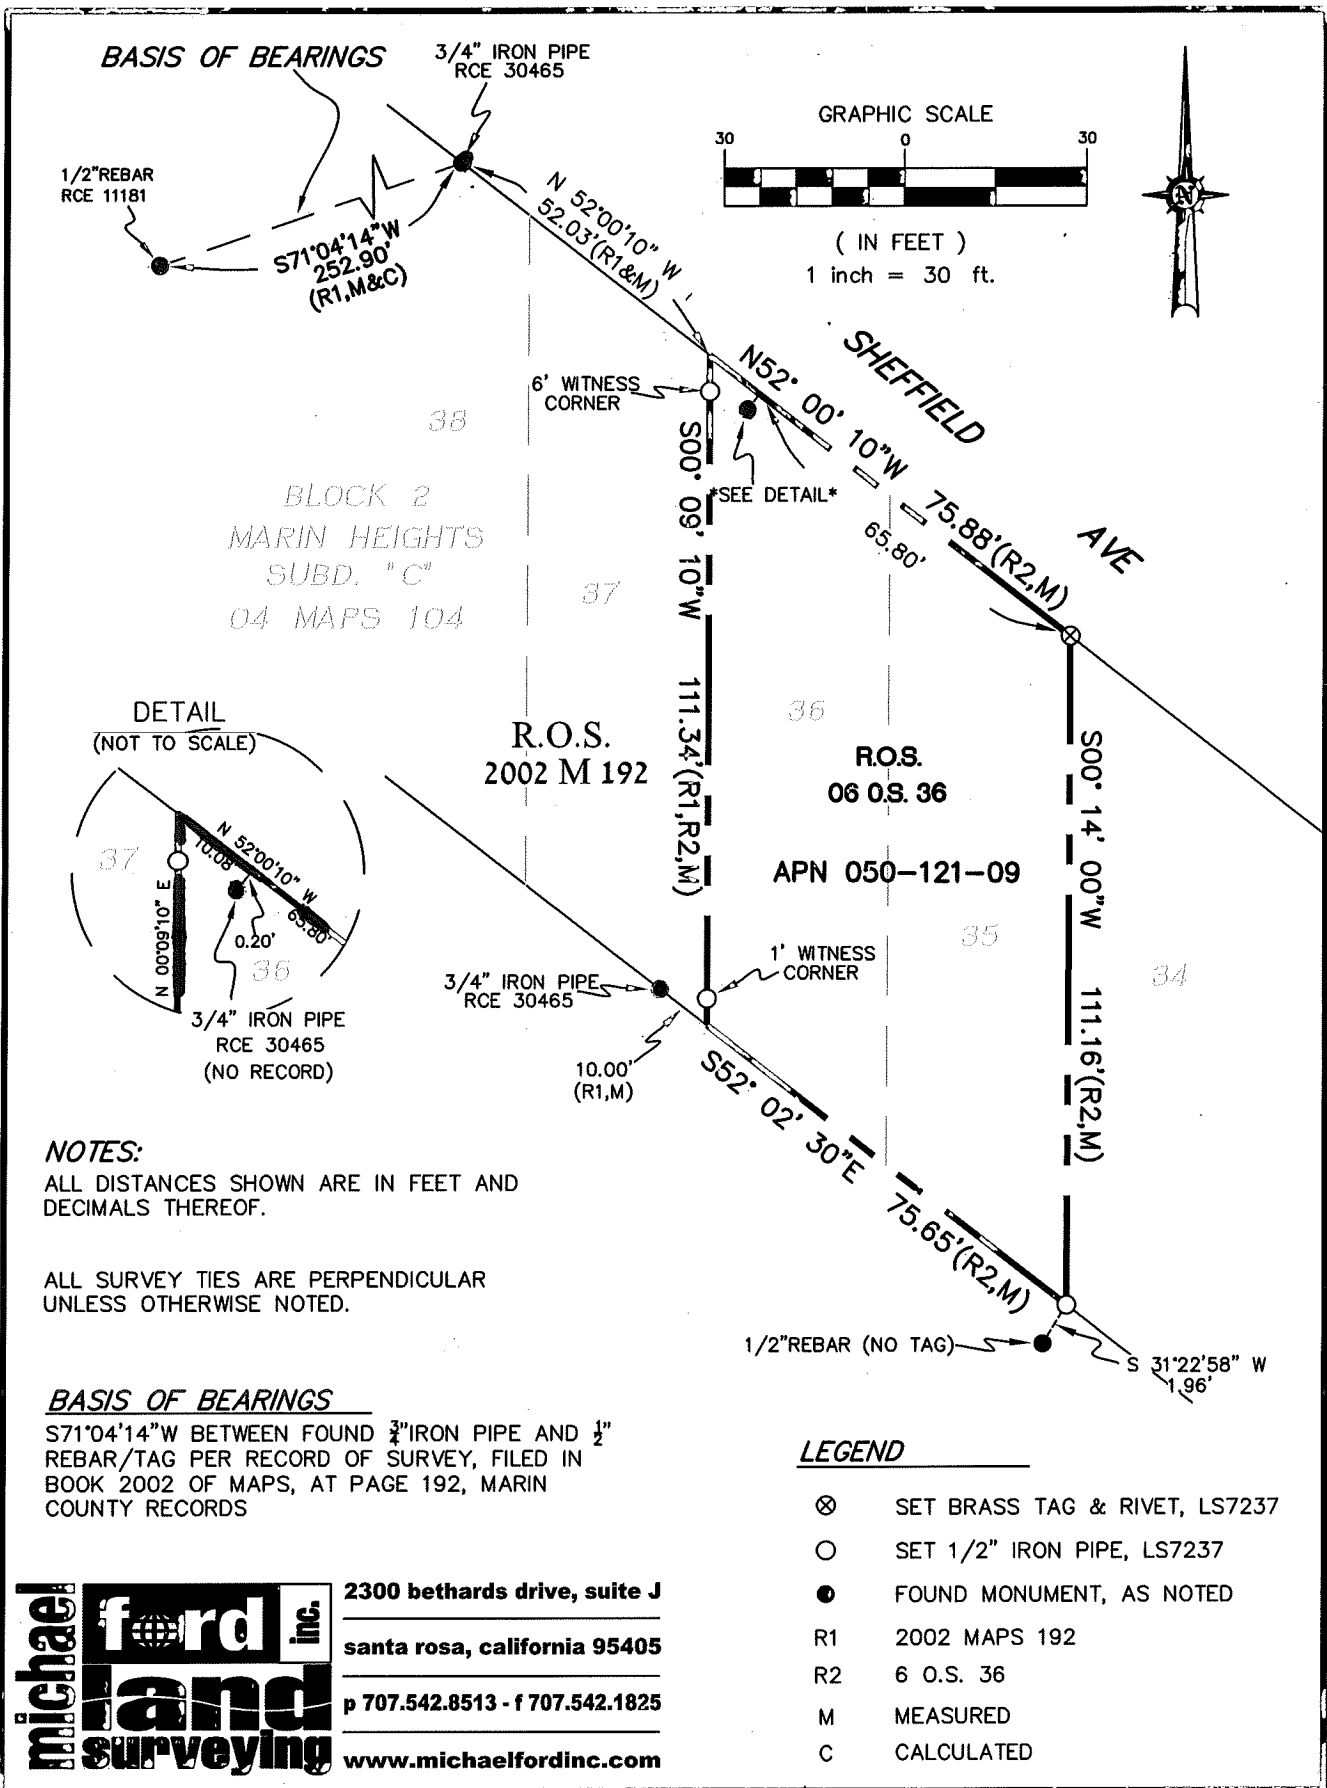 BASIS OF BEARINGS
3/4" IRON PIPE
RCE 30465
1/2"REBAR
RCE 11181
S71°04'14"W
252.90'
(R1,M&C)
N 52°00'10" W
52.03'(R1&M)
GRAPHIC SCALE
30 0 30
( IN FEET )
1 inch = 30 ft.
N
SHEFFIELD AVE
6' WITNESS
CORNER
N52° 00' 10"W 75.88'(R2,M)
65.80'
*SEE DETAIL*
S00° 09' 10"W 111.34'(R1,R2,M)
38
BLOCK 2
MARIN HEIGHTS
SUBD. "C"
04 MAPS 104
37
36
R.O.S.
2002 M 192
R.O.S.
06 O.S. 36
APN 050-121-09
35
34
S00° 14' 00"W 111.16'(R2,M)
DETAIL
(NOT TO SCALE)
37
N 52°00'10" W
10.08'
65.80'
N 00°09'10" E
0.20'
36
3/4" IRON PIPE
RCE 30465
(NO RECORD)
3/4" IRON PIPE
RCE 30465
1' WITNESS
CORNER
10.00'
(R1,M)
S52° 02' 30"E 75.65'(R2,M)
1/2"REBAR (NO TAG)
S 31°22'58" W
1.96'
NOTES:
ALL DISTANCES SHOWN ARE IN FEET AND
DECIMALS THEREOF.
ALL SURVEY TIES ARE PERPENDICULAR
UNLESS OTHERWISE NOTED.
BASIS OF BEARINGS
S71°04'14"W BETWEEN FOUND 3/4"IRON PIPE AND 1/2"
REBAR/TAG PER RECORD OF SURVEY, FILED IN
BOOK 2002 OF MAPS, AT PAGE 192, MARIN
COUNTY RECORDS
LEGEND
SET BRASS TAG & RIVET, LS7237
SET 1/2" IRON PIPE, LS7237
FOUND MONUMENT, AS NOTED
R1 2002 MAPS 192
R2 6 O.S. 36
M MEASURED
C CALCULATED
michael
ford inc.
land
surveying
2300 bethards drive, suite J
santa rosa, california 95405
p 707.542.8513 - f 707.542.1825
www.michaelfordinc.com